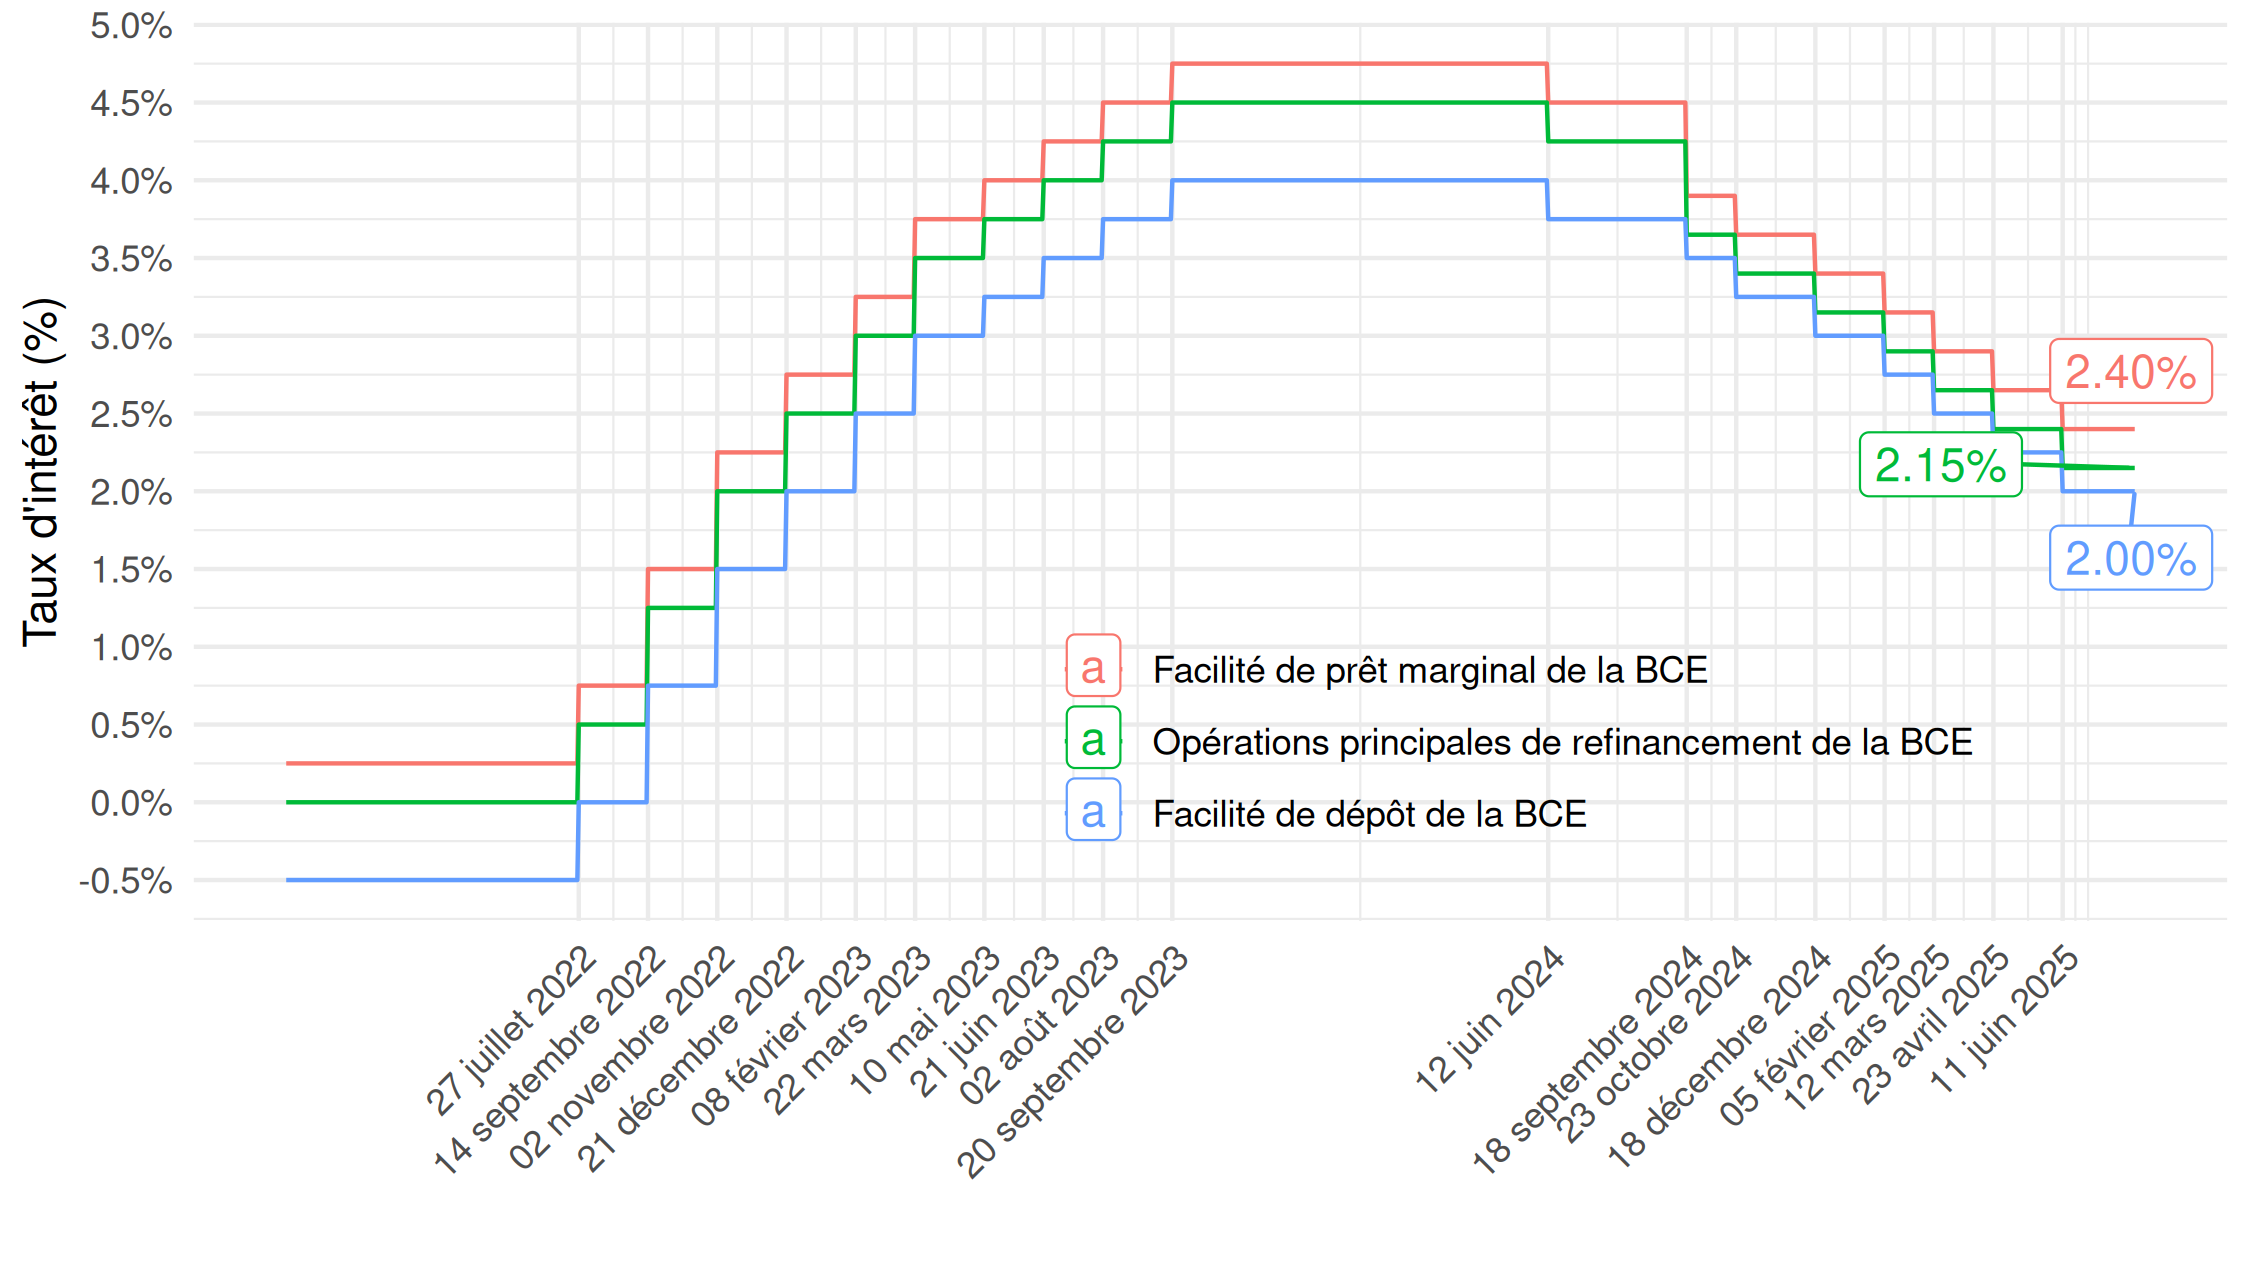 5.0%
4.5%
4.0%
3.5%
3.0%
2.5%
2.0%
1.5%
1.0%
0.5%
0.0%
-0.5%
Taux d'intérêt (%)
2.40%
2.15%
2.00%
a Facilité de prêt marginal de la BCE
a Opérations principales de refinancement de la BCE
a Facilité de dépôt de la BCE
27 juillet 2022
14 septembre 2022
02 novembre 2022
21 décembre 2022
08 février 2023
22 mars 2023
10 mai 2023
21 juin 2023
02 août 2023
20 septembre 2023
12 juin 2024
18 septembre 2024
23 octobre 2024
18 décembre 2024
05 février 2025
12 mars 2025
23 avril 2025
11 juin 2025